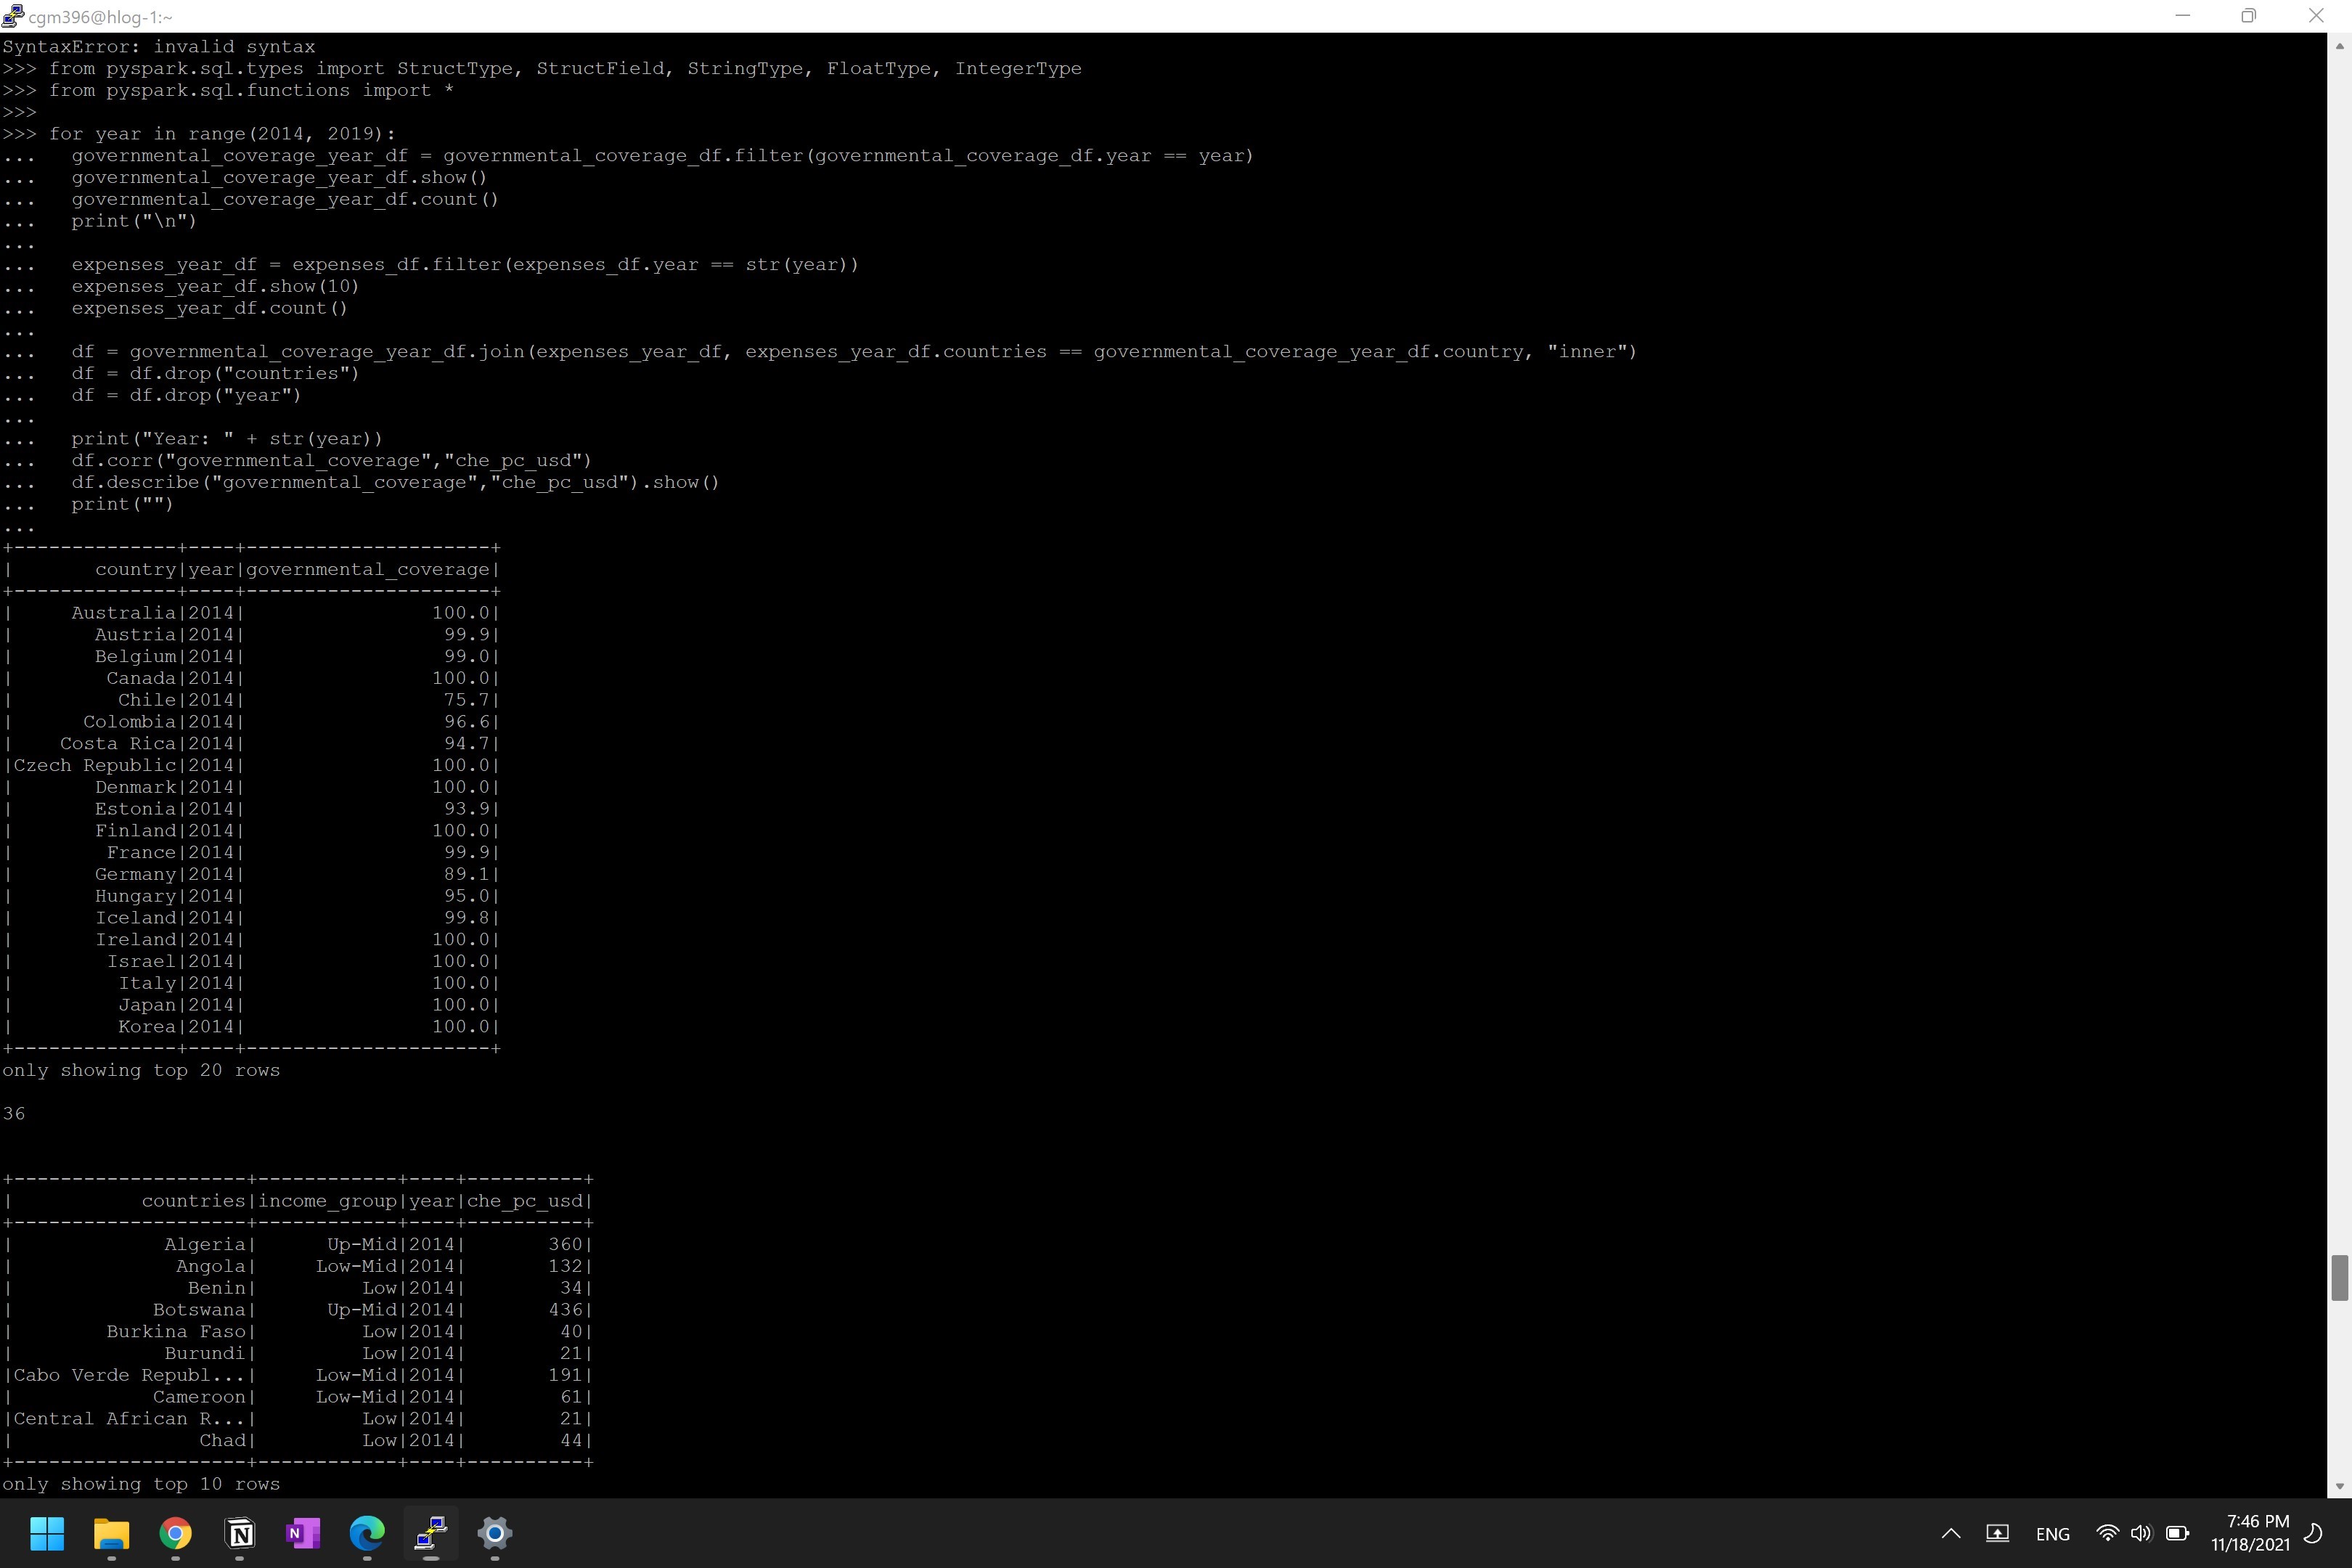 cgm396@hlog-1:~
SyntaxError: invalid syntax
>>> from pyspark.sql.types import StructType, StructField, StringType, FloatType, IntegerType
>>> from pyspark.sql.functions import *
>>>
>>> for year in range(2014, 2019):
...   governmental_coverage_year_df = governmental_coverage_df.filter(governmental_coverage_df.year == year)
...   governmental_coverage_year_df.show()
...   governmental_coverage_year_df.count()
...   print("\n")
...
...   expenses_year_df = expenses_df.filter(expenses_df.year == str(year))
...   expenses_year_df.show(10)
...   expenses_year_df.count()
...
...   df = governmental_coverage_year_df.join(expenses_year_df, expenses_year_df.countries == governmental_coverage_year_df.country, "inner")
...   df = df.drop("countries")
...   df = df.drop("year")
...
...   print("Year: " + str(year))
...   df.corr("governmental_coverage","che_pc_usd")
...   df.describe("governmental_coverage","che_pc_usd").show()
...   print("")
...
+--------------+----+---------------------+
|       country|year|governmental_coverage|
+--------------+----+---------------------+
|     Australia|2014|                100.0|
|       Austria|2014|                 99.9|
|       Belgium|2014|                 99.0|
|        Canada|2014|                100.0|
|         Chile|2014|                 75.7|
|      Colombia|2014|                 96.6|
|    Costa Rica|2014|                 94.7|
|Czech Republic|2014|                100.0|
|       Denmark|2014|                100.0|
|       Estonia|2014|                 93.9|
|       Finland|2014|                100.0|
|        France|2014|                 99.9|
|       Germany|2014|                 89.1|
|       Hungary|2014|                 95.0|
|       Iceland|2014|                 99.8|
|       Ireland|2014|                100.0|
|        Israel|2014|                100.0|
|         Italy|2014|                100.0|
|         Japan|2014|                100.0|
|         Korea|2014|                100.0|
+--------------+----+---------------------+
only showing top 20 rows
36
+--------------------+------------+----+----------+
|           countries|income_group|year|che_pc_usd|
+--------------------+------------+----+----------+
|             Algeria|      Up-Mid|2014|       360|
|              Angola|     Low-Mid|2014|       132|
|               Benin|         Low|2014|        34|
|            Botswana|      Up-Mid|2014|       436|
|        Burkina Faso|         Low|2014|        40|
|             Burundi|         Low|2014|        21|
|Cabo Verde Republ...|     Low-Mid|2014|       191|
|            Cameroon|     Low-Mid|2014|        61|
|Central African R...|         Low|2014|        21|
|                Chad|         Low|2014|        44|
+--------------------+------------+----+----------+
only showing top 10 rows
N
N
ENG
7:46 PM
11/18/2021